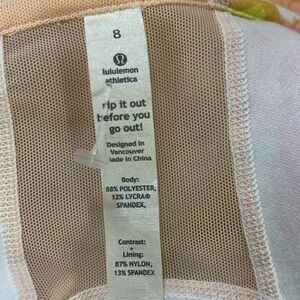 8
lululemon
athletica
rip it out
before you
go out!
Designed in
Vancouver
Made in China
Body:
88% POLYESTER,
12% LYCRA®
SPANDEX,
Contrast:
+
Lining:
87% NYLON,
13% SPANDEX